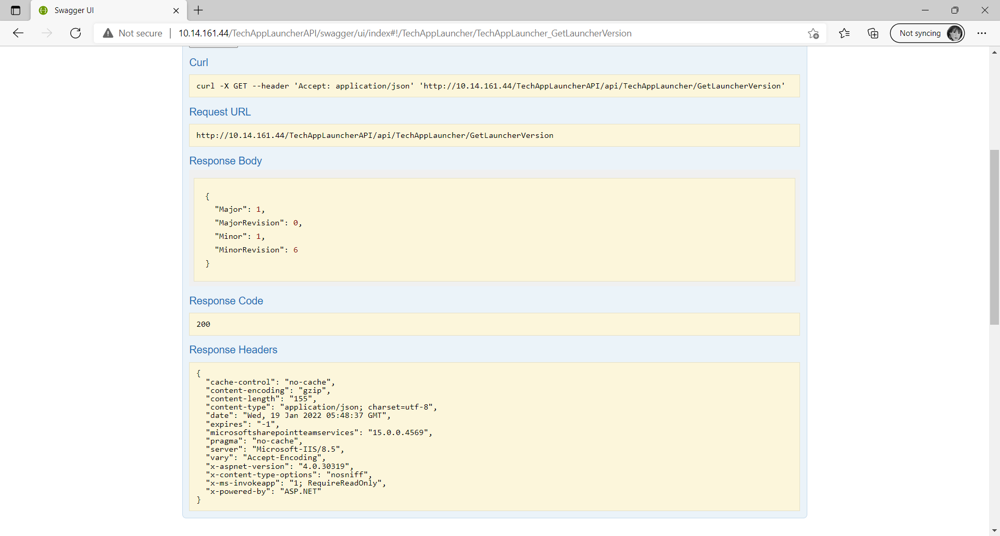 Swagger UI
Not secure
10.14.161.44/TechAppLauncherAPI/swagger/ui/index#!/TechAppLauncher/TechAppLauncher_GetLauncherVersion
Not syncing
Curl
curl -X GET --header 'Accept: application/json' 'http://10.14.161.44/TechAppLauncherAPI/api/TechAppLauncher/GetLauncherVersion'
Request URL
http://10.14.161.44/TechAppLauncherAPI/api/TechAppLauncher/GetLauncherVersion
Response Body
{
"Major": 1,
"MajorRevision": 0,
"Minor": 1,
"MinorRevision": 6
}
Response Code
200
Response Headers
{
"cache-control": "no-cache",
"content-encoding": "gzip",
"content-length": "155",
"content-type": "application/json; charset=utf-8",
"date": "Wed, 19 Jan 2022 05:48:37 GMT",
"expires": "-1",
"microsoftsharepointteamservices": "15.0.0.4569",
"pragma": "no-cache",
"server": "Microsoft-IIS/8.5",
"vary": "Accept-Encoding",
"x-aspnet-version": "4.0.30319",
"x-content-type-options": "nosniff",
"x-ms-invokeapp": "1; RequireReadOnly",
"x-powered-by": "ASP.NET"
}